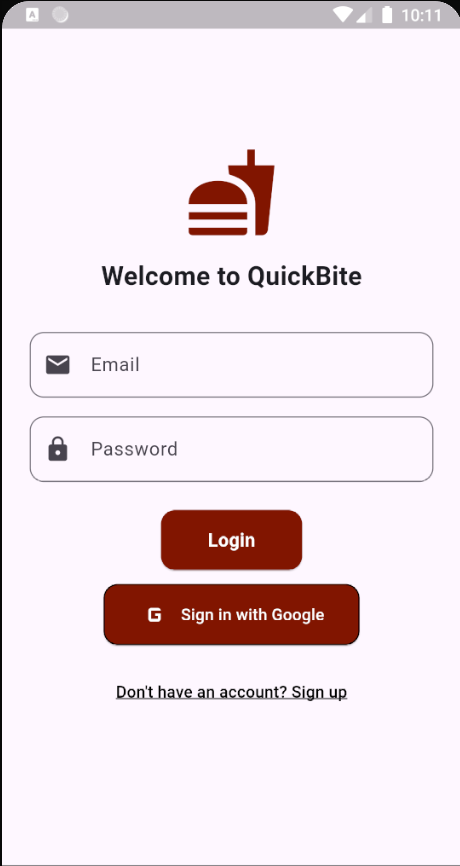 10:11
Welcome to QuickBite
Email
Password
Login
G Sign in with Google
Don't have an account? Sign up